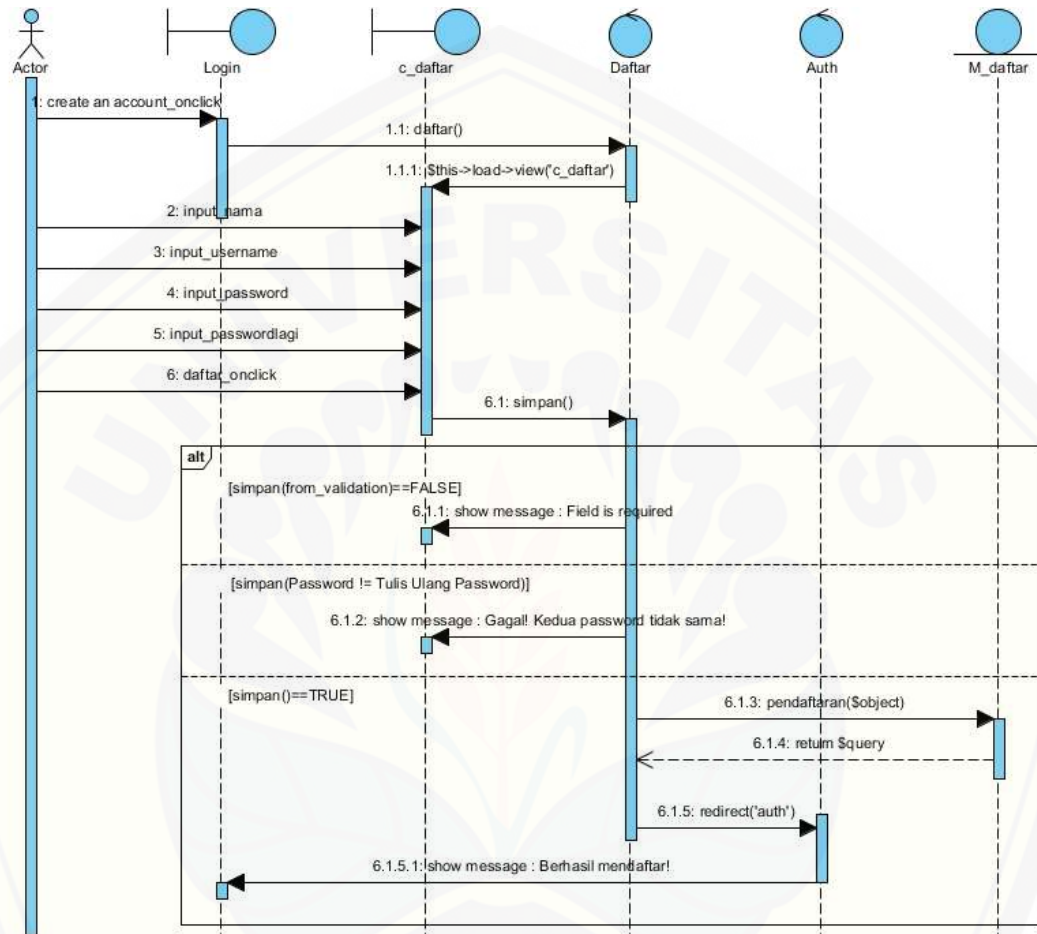 Actor
Login
c_daftar
Daftar
Auth
M_daftar
1: create an account_onclick
1.1: daftar()
1.1.1: $this->load->view('c_daftar')
2: input_nama
3: input_username
4: input_password
5: input_passwordlagi
6: daftar_onclick
6.1: simpan()
alt
[simpan(from_validation)==FALSE]
6.1.1: show message : Field is required
[simpan(Password != Tulis Ulang Password)]
6.1.2: show message : Gagal! Kedua password tidak sama!
[simpan()==TRUE]
6.1.3: pendaftaran($object)
6.1.4: return $query
6.1.5: redirect('auth')
6.1.5.1: show message : Berhasil mendaftar!
UNIVERSITAS